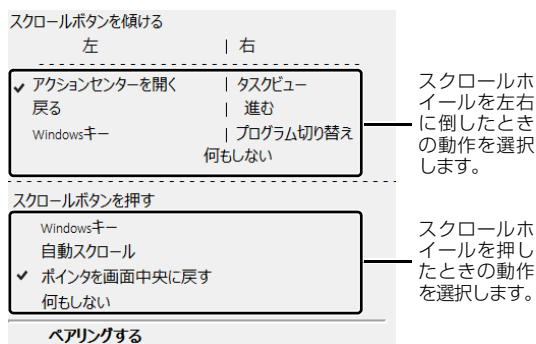 スクロールボタンを傾ける
左 | 右
✓ アクションセンターを開く | タスクビュー
戻る | 進む
Windowsキー | プログラム切り替え
何もしない
スクロールホ
イールを左右
に倒したとき
の動作を選択
します。
スクロールボタンを押す
Windowsキー
自動スクロール
✓ ポインタを画面中央に戻す
何もしない
スクロールホ
イールを押し
たときの動作
を選択します。
ペアリングする